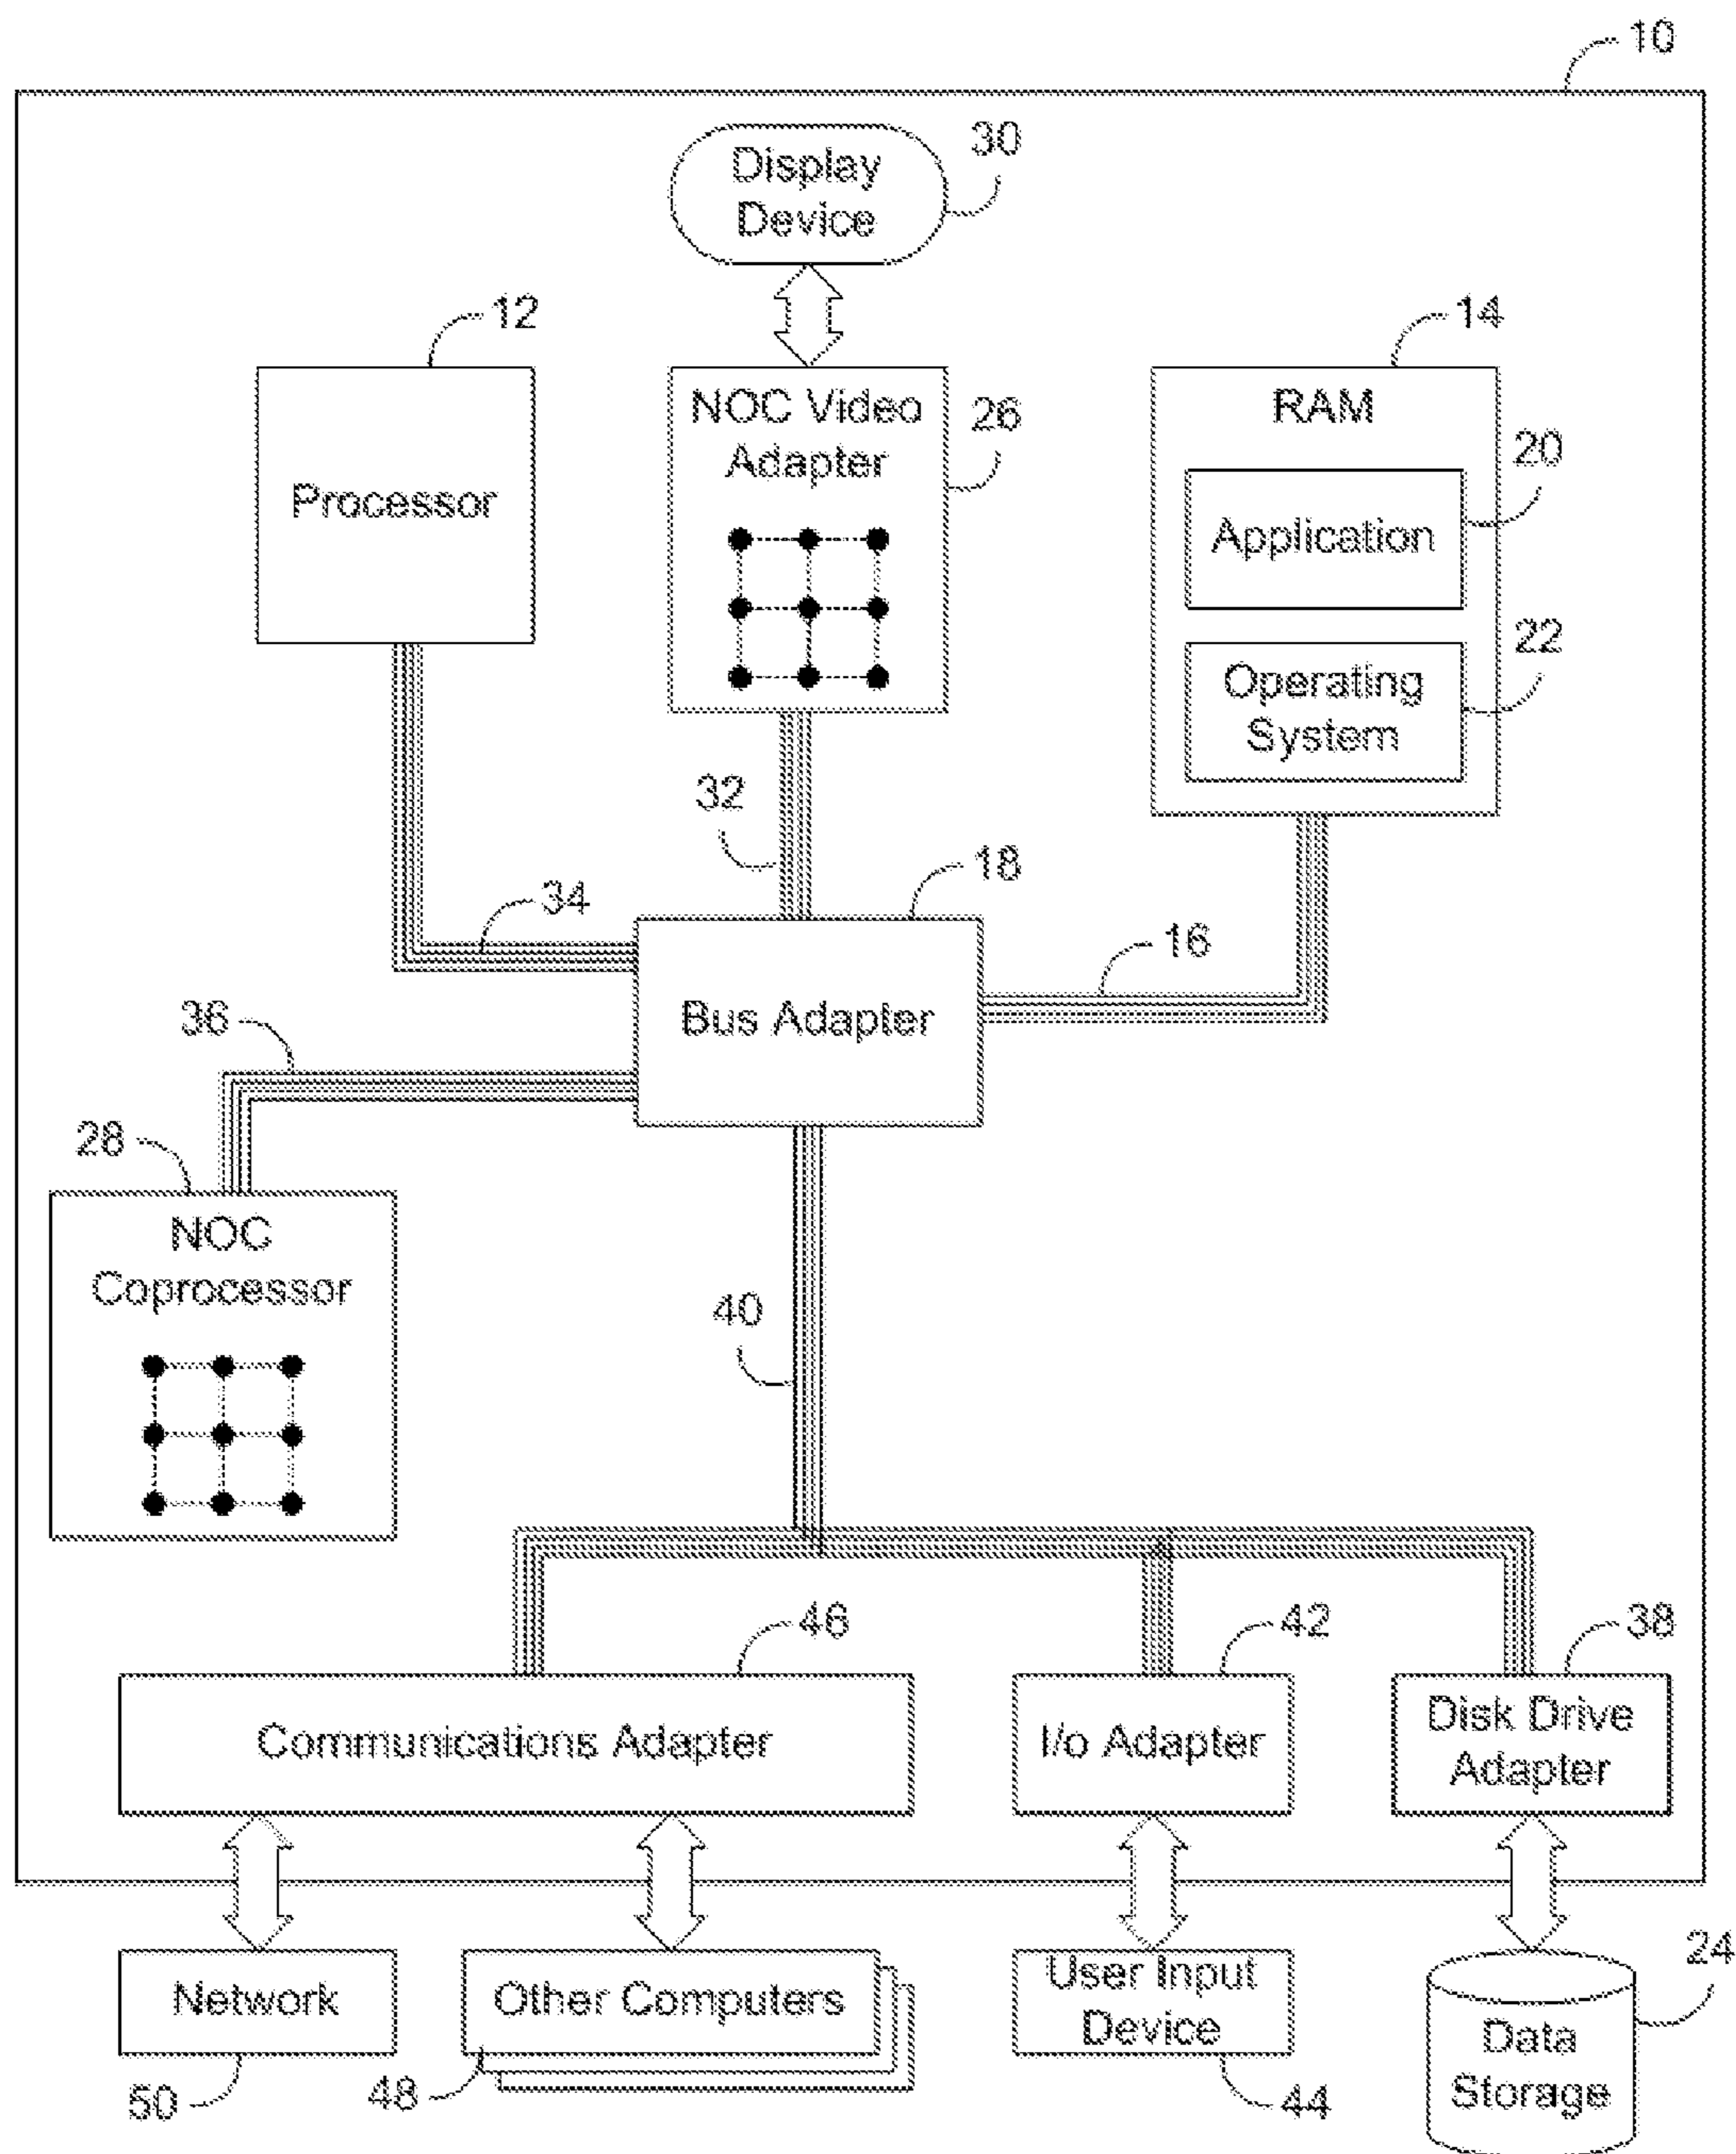 10
Display
Device
30
12
14
NOC Video
Adapter
26
RAM
20
Processor
Application
22
Operating
System
32
18
34
16
Bus Adapter
36
28
NOC
Coprocessor
40
46
42
38
Communications Adapter
I/o Adapter
Disk Drive
Adapter
24
Network
Other Computers
User Input
Device
Data
Storage
50
48
44